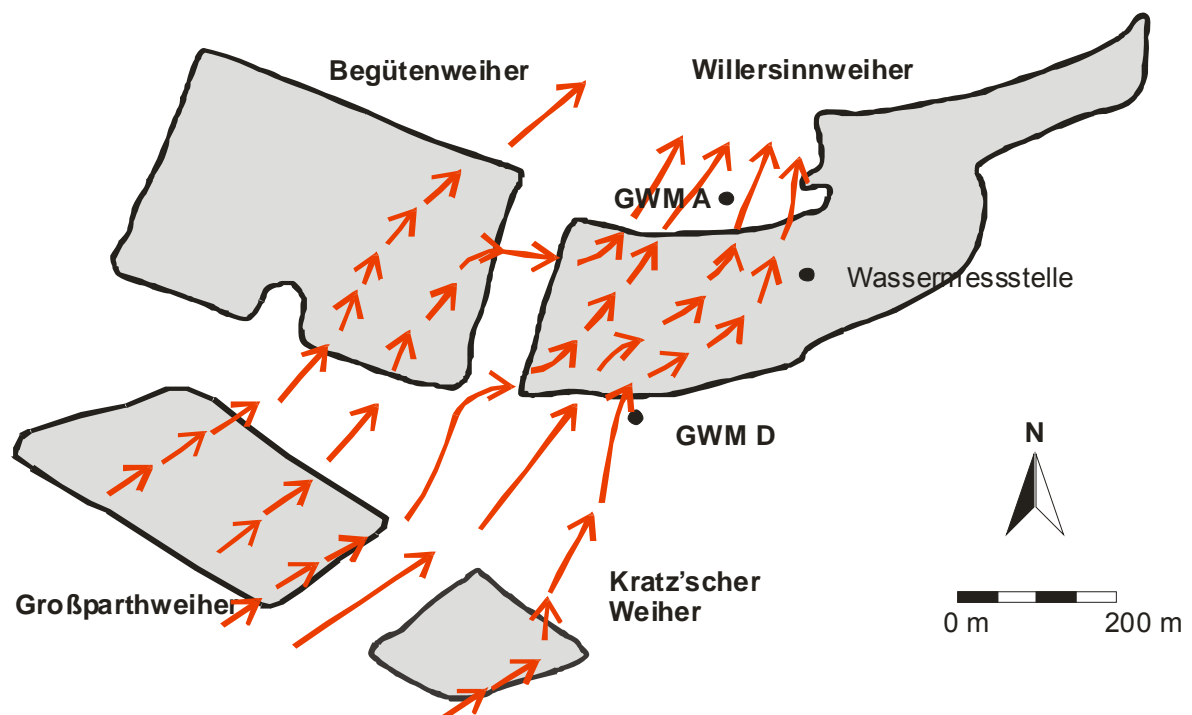 Begütenweiher
Willersinnweiher
GWM A
Wassermessstelle
GWM D
N
Großparthweiher
Kratz'scher
Weiher
0 m
200 m